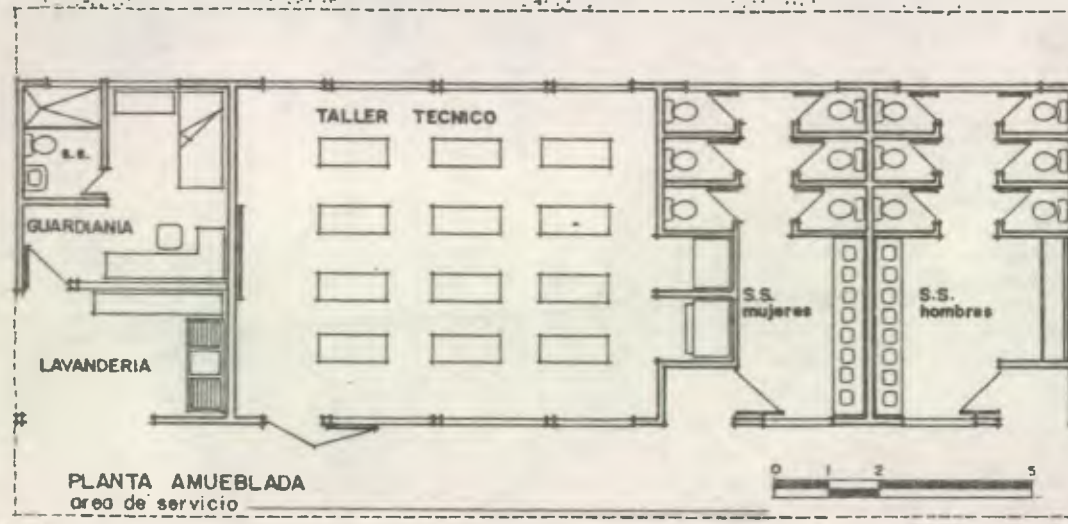 TALLER TECNICO
S.S.
GUARDIANIA
S.S.
mujeres
S.S.
hombres
LAVANDERIA
PLANTA AMUEBLADA
area de servicio
0 1 2 5